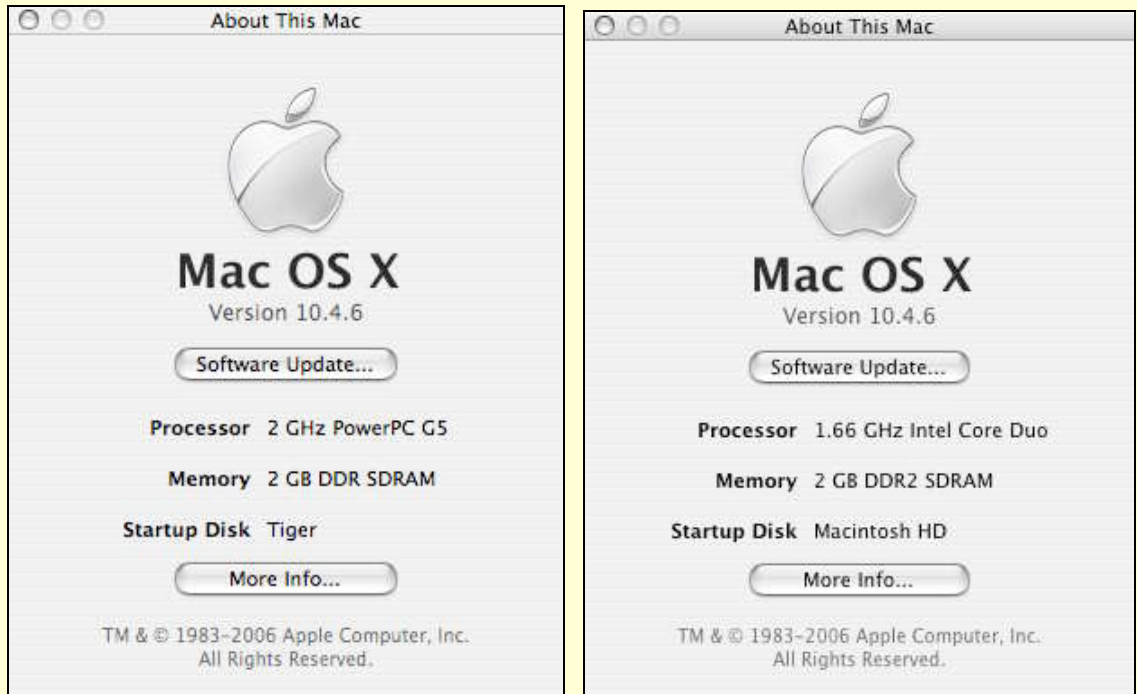 About This Mac
Mac OS X
Version 10.4.6
Software Update...
Processor 2 GHz PowerPC G5
Memory 2 GB DDR SDRAM
Startup Disk Tiger
More Info...
TM & © 1983–2006 Apple Computer, Inc.
All Rights Reserved.
About This Mac
Mac OS X
Version 10.4.6
Software Update...
Processor 1.66 GHz Intel Core Duo
Memory 2 GB DDR2 SDRAM
Startup Disk Macintosh HD
More Info...
TM & © 1983–2006 Apple Computer, Inc.
All Rights Reserved.